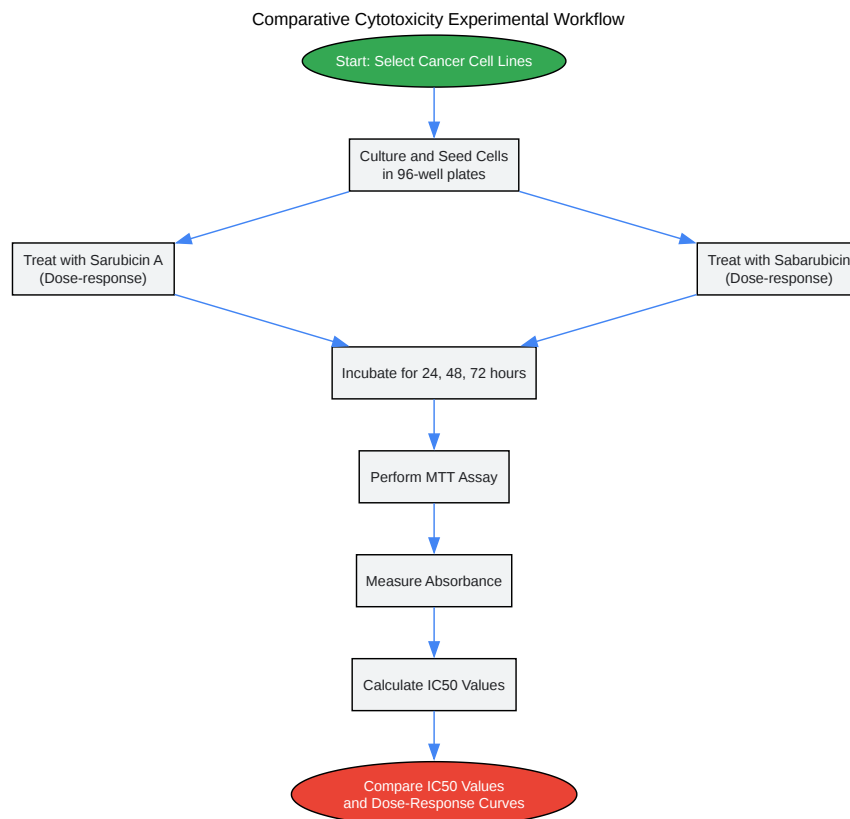 Comparative Cytotoxicity Experimental Workflow
Start: Select Cancer Cell Lines
Culture and Seed Cells
in 96-well plates
Treat with Sarubicin A
(Dose-response)
Treat with Sabarubicin
(Dose-response)
Incubate for 24, 48, 72 hours
Perform MTT Assay
Measure Absorbance
Calculate IC50 Values
Compare IC50 Values
and Dose-Response Curves